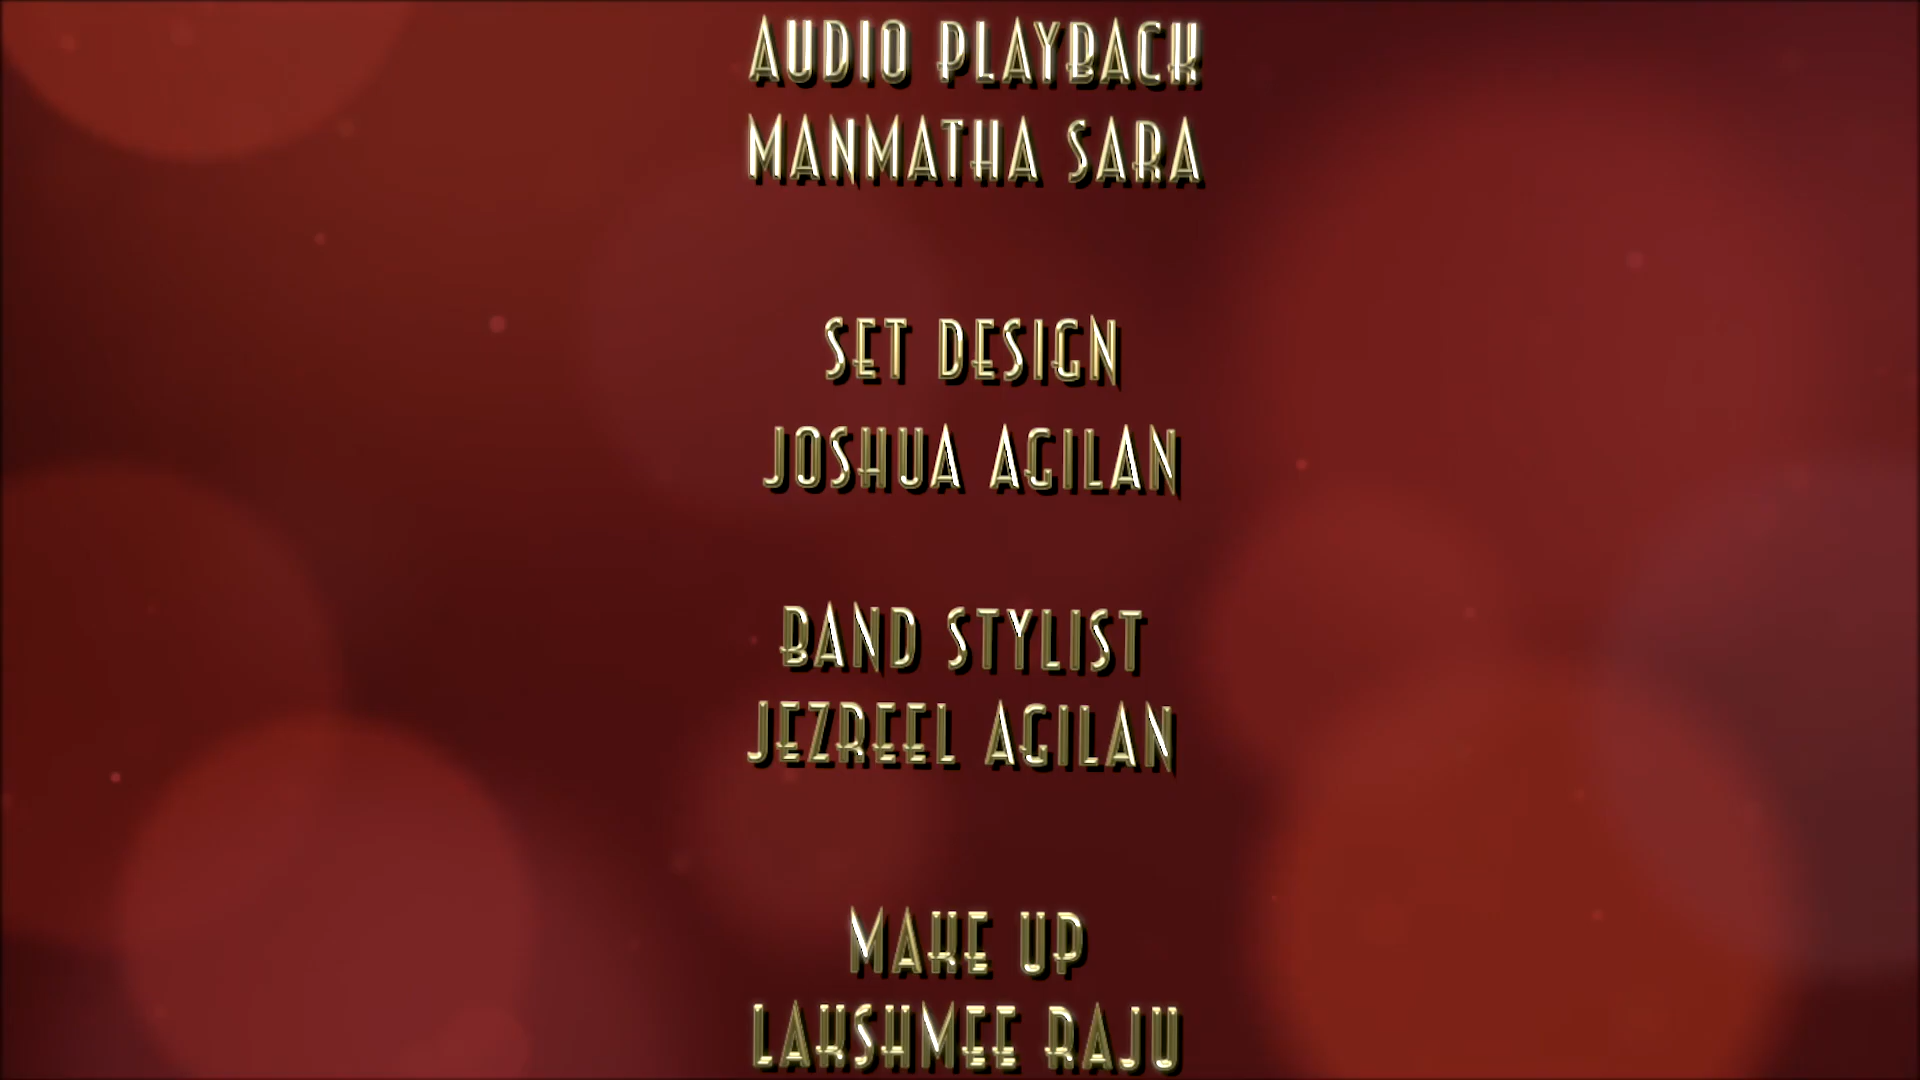 AUDIO PLAYBACK
MANMATHA SARA
SET DESIGN
JOSHUA AGILAN
BAND STYLIST
JEZREEL AGILAN
MAKE UP
LAKSHMEE RAJU